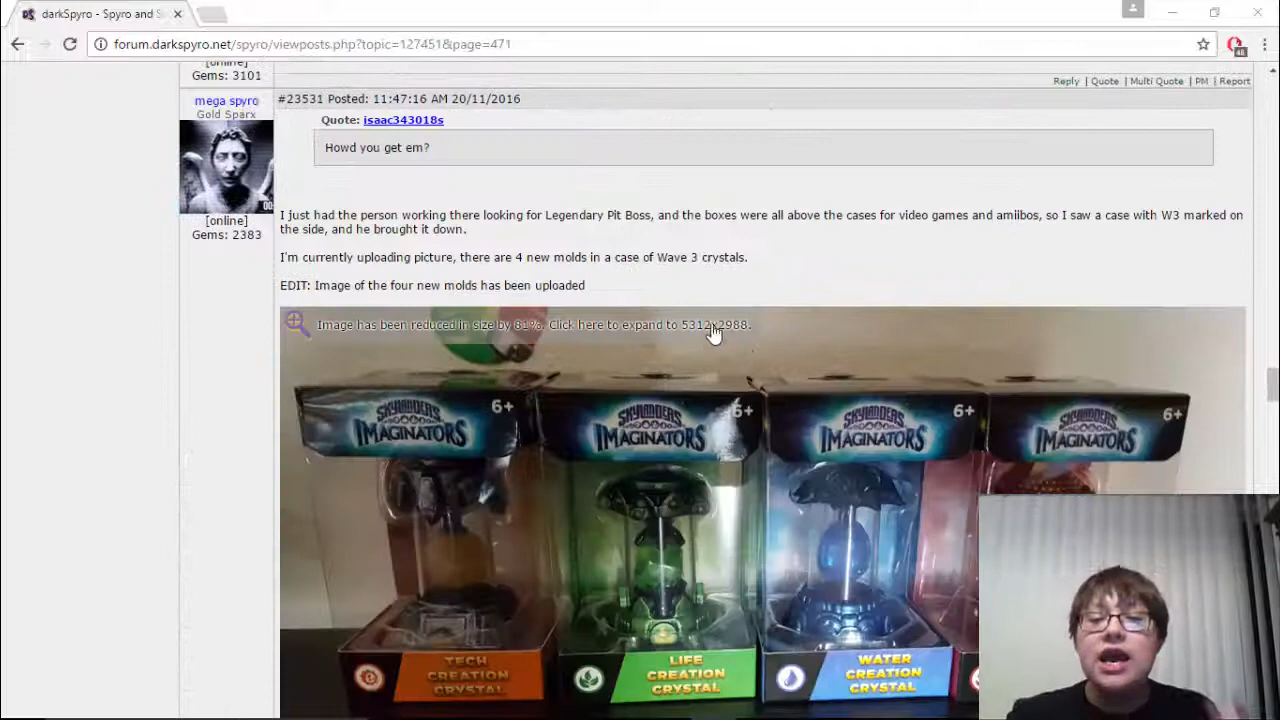 darkSpyro - Spyro and S
forum.darkspyro.net/spyro/viewposts.php?topic=127451&page=471
48
[online]
Gems: 3101
Reply | Quote | Multi Quote | PM | Report
mega spyro
Gold Sparx
[online]
Gems: 2383
#23531 Posted: 11:47:16 AM 20/11/2016
Quote: isaac343018s
Howd you get em?
I just had the person working there looking for Legendary Pit Boss, and the boxes were all above the cases for video games and amiibos, so I saw a case with W3 marked on
the side, and he brought it down.
I'm currently uploading picture, there are 4 new molds in a case of Wave 3 crystals.
EDIT: Image of the four new molds has been uploaded
Image has been reduced in size by 81%. Click here to expand to 5312x2988.
6+
SKYLANDERS
IMAGINATORS
6+
SKYLANDERS
IMAGINATORS
6+
SKYLANDERS
IMAGINATORS
6+
SKYLANDERS
IMAGINATORS
TECH
CREATION
CRYSTAL
LIFE
CREATION
CRYSTAL
WATER
CREATION
CRYSTAL